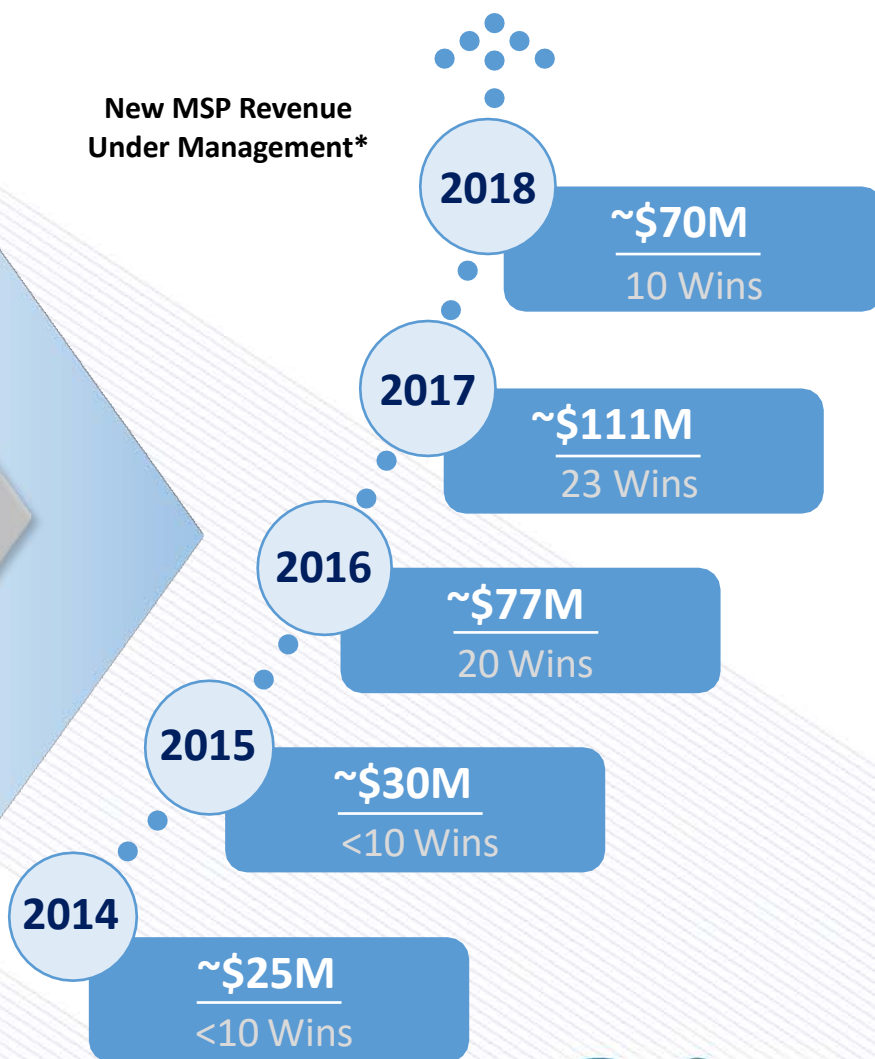 New MSP Revenue
Under Management*
2018
~$70M
10 Wins
2017
~$111M
23 Wins
2016
~$77M
20 Wins
2015
~$30M
<10 Wins
2014
~$25M
<10 Wins